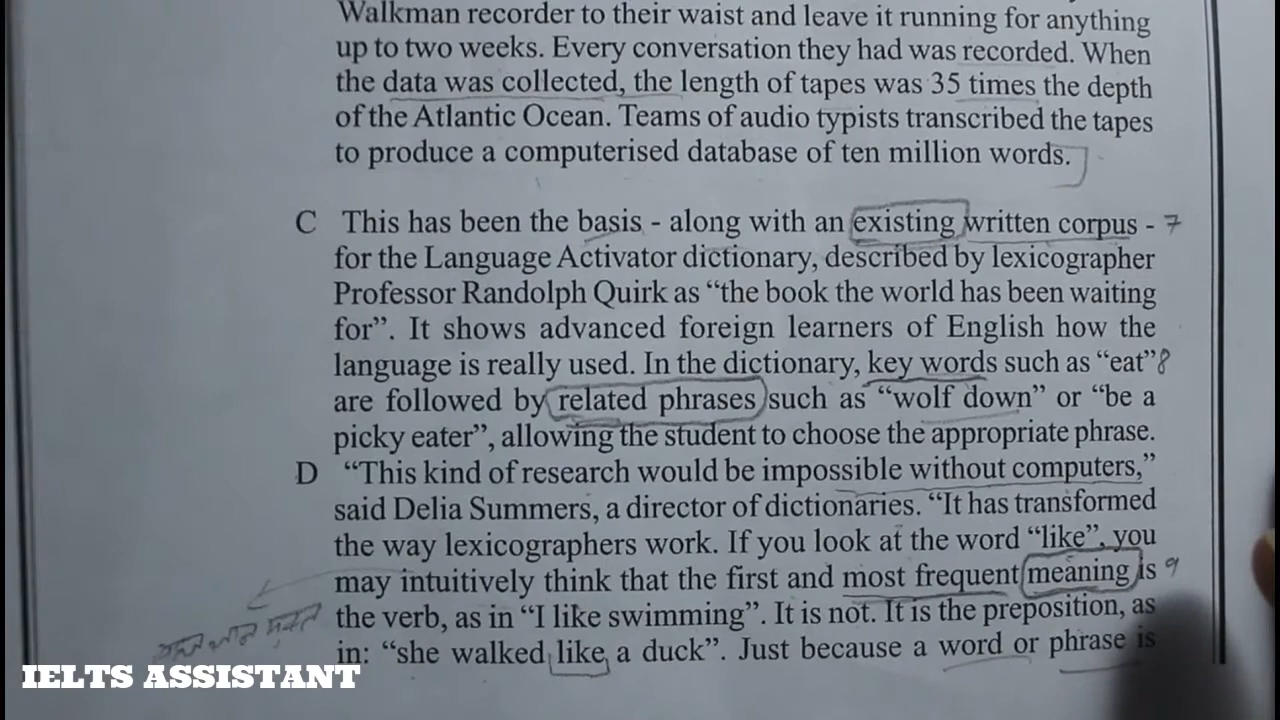 Walkman recorder to their waist and leave it running for anything
up to two weeks. Every conversation they had was recorded. When
the data was collected, the length of tapes was 35 times the depth
of the Atlantic Ocean. Teams of audio typists transcribed the tapes
to produce a computerised database of ten million words.
C This has been the basis - along with an existing written corpus - 7
for the Language Activator dictionary, described by lexicographer
Professor Randolph Quirk as “the book the world has been waiting
for”. It shows advanced foreign learners of English how the
language is really used. In the dictionary, key words such as “eat” 8
are followed by related phrases such as “wolf down” or “be a
picky eater”, allowing the student to choose the appropriate phrase.
D “This kind of research would be impossible without computers,”
said Delia Summers, a director of dictionaries. “It has transformed
the way lexicographers work. If you look at the word “like”, you
may intuitively think that the first and most frequent meaning is 9
the verb, as in “I like swimming”. It is not. It is the preposition, as
in: “she walked like a duck”. Just because a word or phrase is
IELTS ASSISTANT